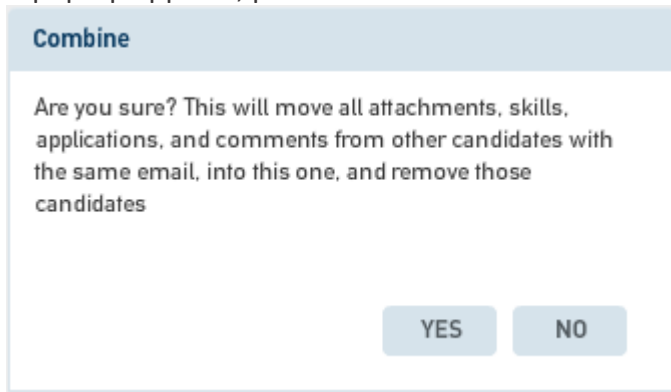 Combine
Are you sure? This will move all attachments, skills,
applications, and comments from other candidates with
the same email, into this one, and remove those
candidates
YES
NO